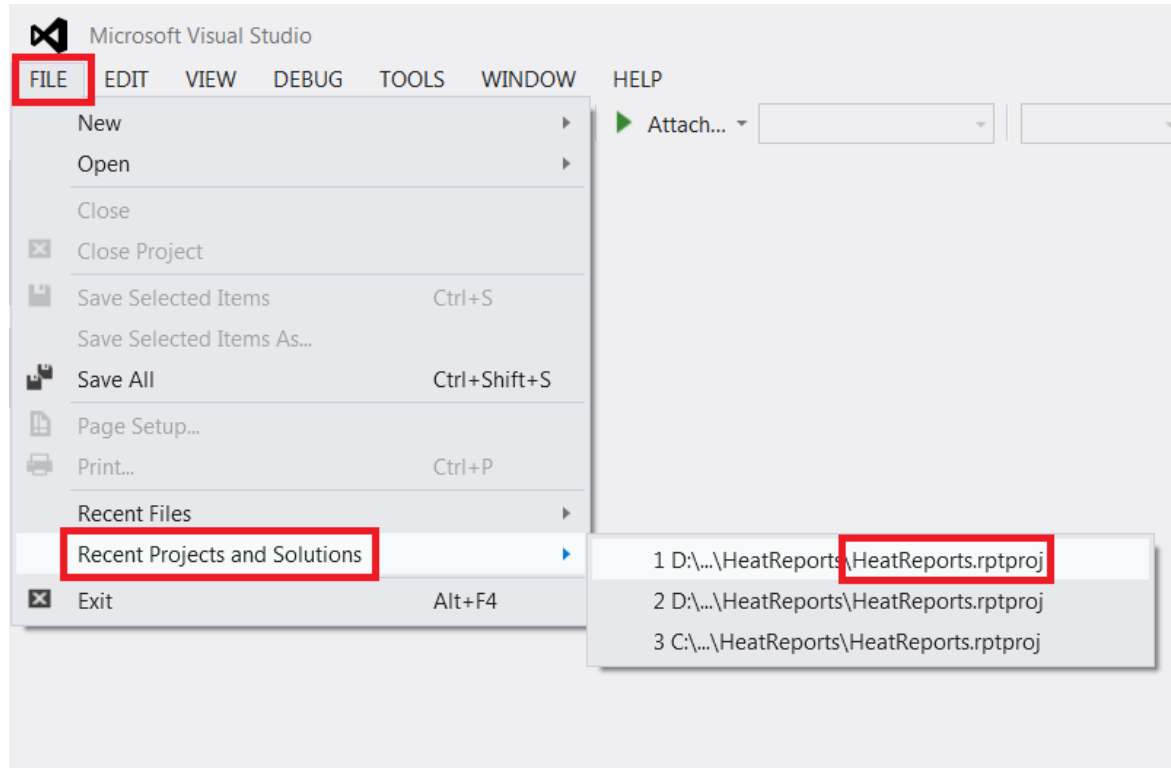 Microsoft Visual Studio
FILE EDIT VIEW DEBUG TOOLS WINDOW HELP
Attach...
New
Open
Close
Close Project
Save Selected Items Ctrl+S
Save Selected Items As...
Save All Ctrl+Shift+S
Page Setup...
Print... Ctrl+P
Recent Files
Recent Projects and Solutions
1 D:\...\HeatReports\HeatReports.rptproj
2 D:\...\HeatReports\HeatReports.rptproj
3 C:\...\HeatReports\HeatReports.rptproj
Exit Alt+F4